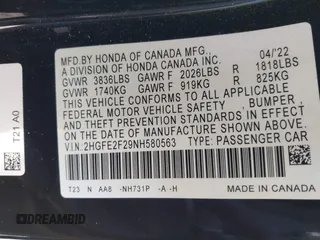 MFD.BY HONDA OF CANADA MFG., 04/'22
A DIVISION OF HONDA CANADA INC.
GVWR 3836LBS GAWR F 2026LBS R 1818LBS
GVWR 1740KG GAWR F 919KG R 825KG
THIS VEHICLE CONFORMS TO ALL APPLICABLE
FEDERAL MOTOR VEHICLE SAFETY, BUMPER,
AND THEFT PREVENTION STANDARDS IN EFFECT ON
THE DATE OF MANUFACTURE SHOWN ABOVE.
VIN:2HGFE2F29NH580563 TYPE:PASSENGER CAR
T23 N AA8 -NH731P -A -H
MADE IN CANADA
T21 A0
DREAMBID